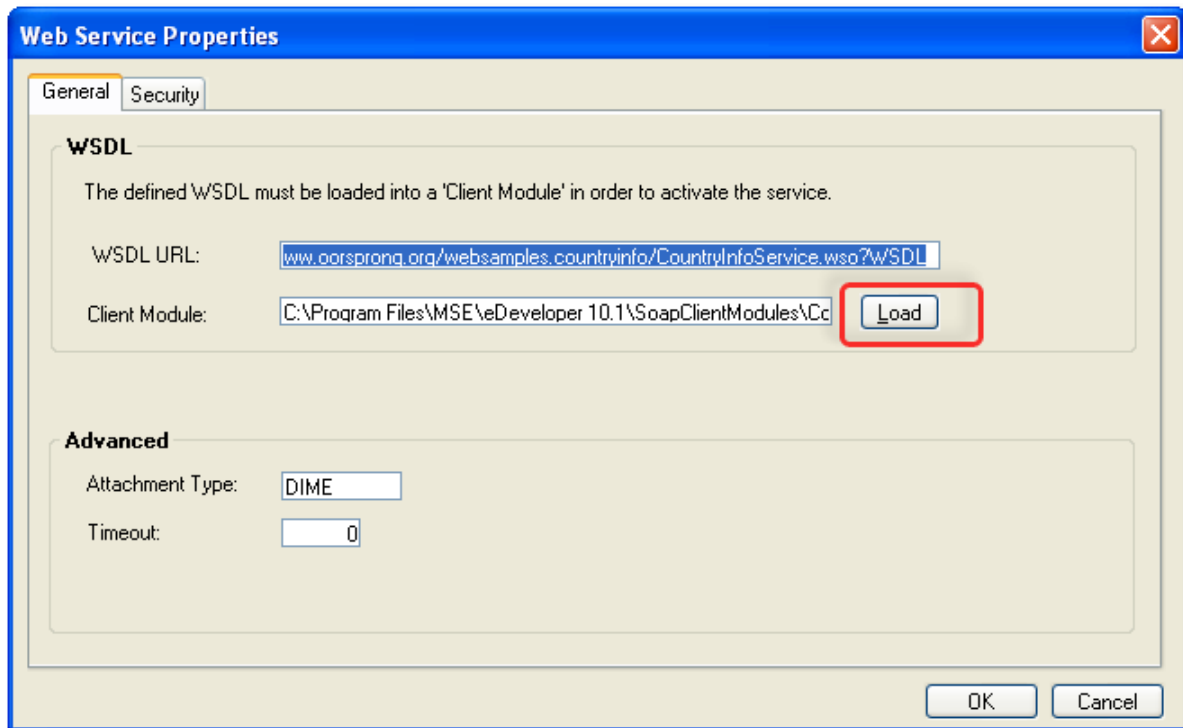 Web Service Properties
General Security
WSDL
The defined WSDL must be loaded into a 'Client Module' in order to activate the service.
WSDL URL: ww.oorsprong.org/websamples.countryinfo/CountryInfoService.wso?WSDL
Client Module: C:\Program Files\MSE\eDeveloper 10.1\SoapClientModules\Cc Load
Advanced
Attachment Type: DIME
Timeout: 0
OK Cancel